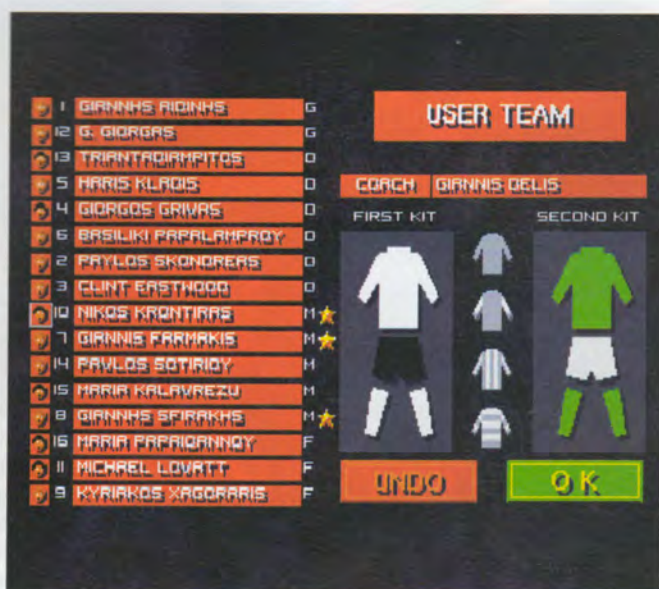 1 GIANNHS AIDINHS G
12 G. GIORGAS G
13 TRIANTADIAMPITOS D
5 HARIS KLADIS D
4 GIORGOS GRIVAS D
6 BASILIKI PAPALAMPROY D
2 PAYLOS SKONDREAS D
3 CLINT EASTWOOD D
10 NIKOS KRONTIRAS M
7 GIANNIS FARMAKIS M
14 PAVLOS SOTIRIOY M
15 MARIA KALAVREZU M
8 GIANNHS SFIRAKHS M
16 MARIA PAPAIOANNOY F
11 MICHAEL LOVATT F
9 KYRIAKOS XAGORARIS F
USER TEAM
COACH GIANNIS DELIS
FIRST KIT SECOND KIT
UNDO OK